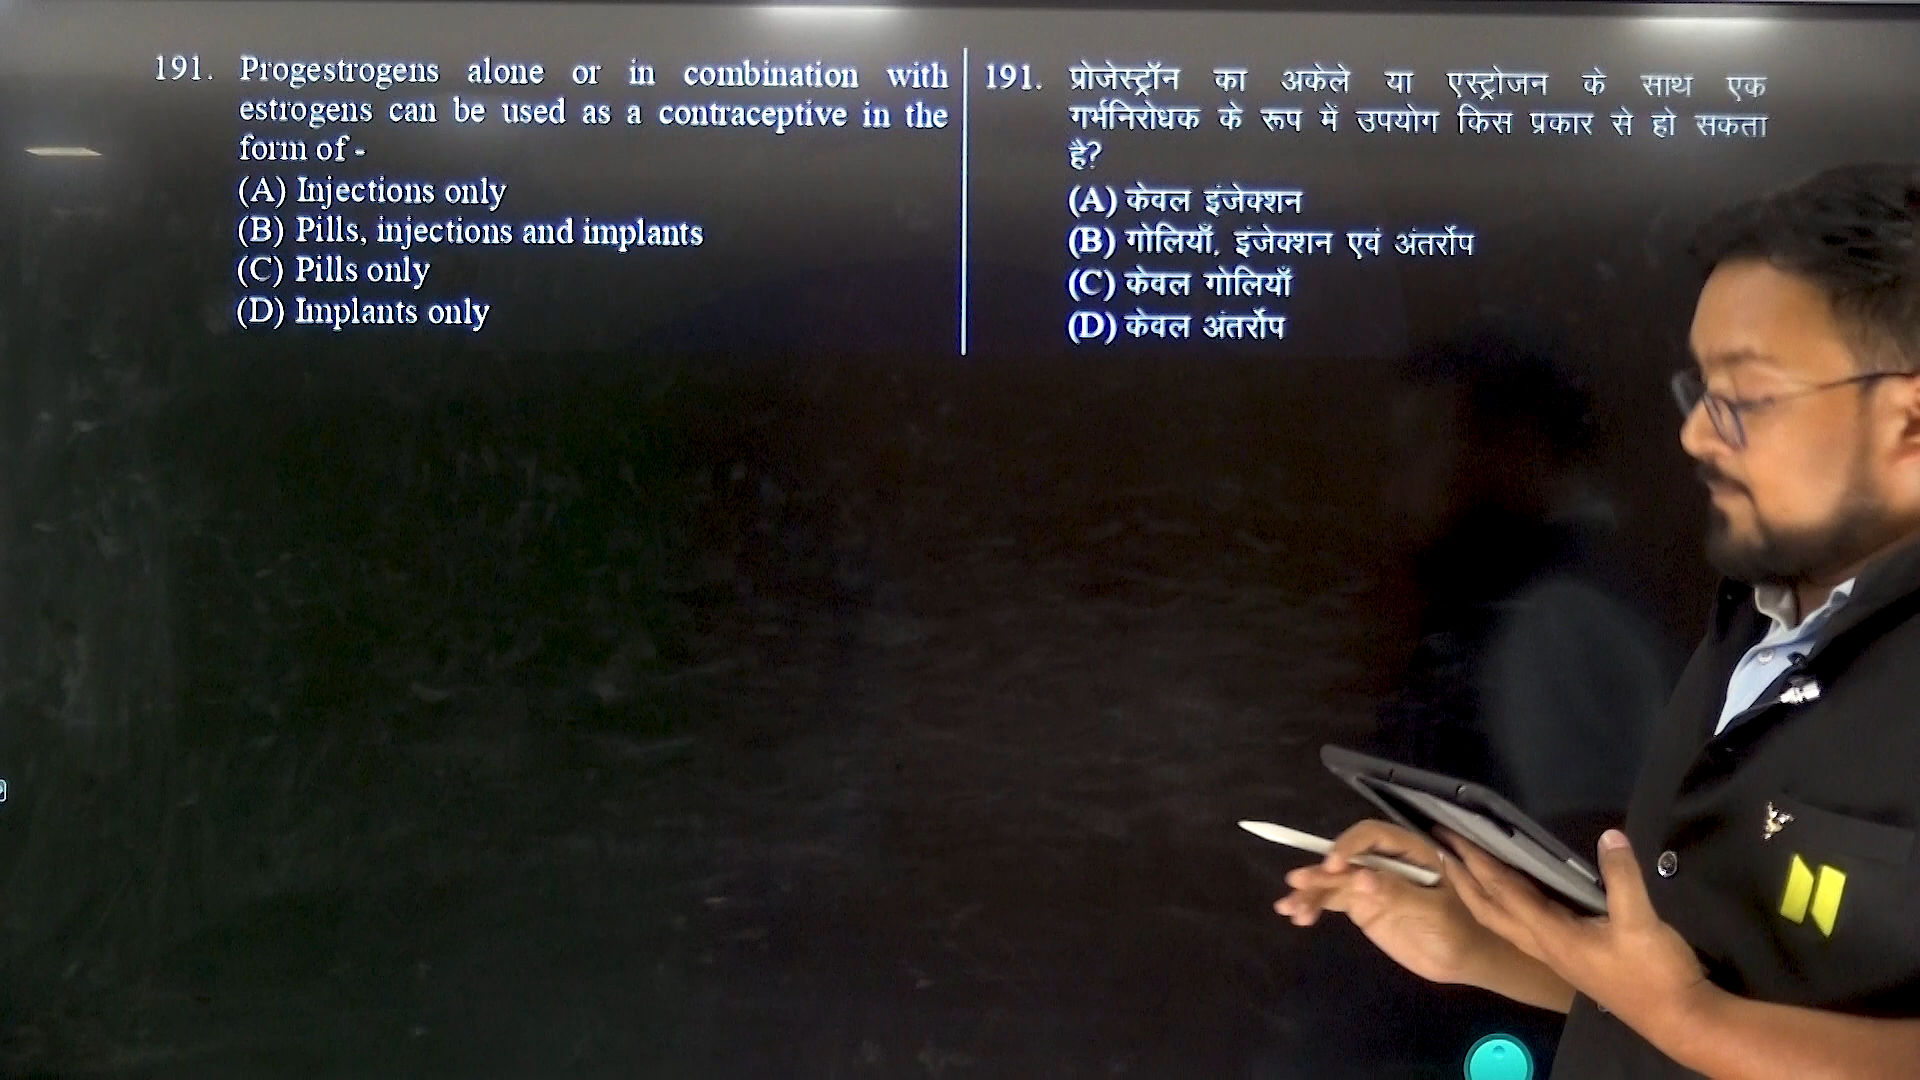 191. Progestrogens alone or in combination with
estrogens can be used as a contraceptive in the
form of -
(A) Injections only
(B) Pills, injections and implants
(C) Pills only
(D) Implants only
191. प्रोजेस्ट्रॉन का अकेले या एस्ट्रोजन के साथ एक
गर्भनिरोधक के रूप में उपयोग किस प्रकार से हो सकता
है?
(A) केवल इंजेक्शन
(B) गोलियाँ, इंजेक्शन एवं अंतर्रोप
(C) केवल गोलियाँ
(D) केवल अंतर्रोप